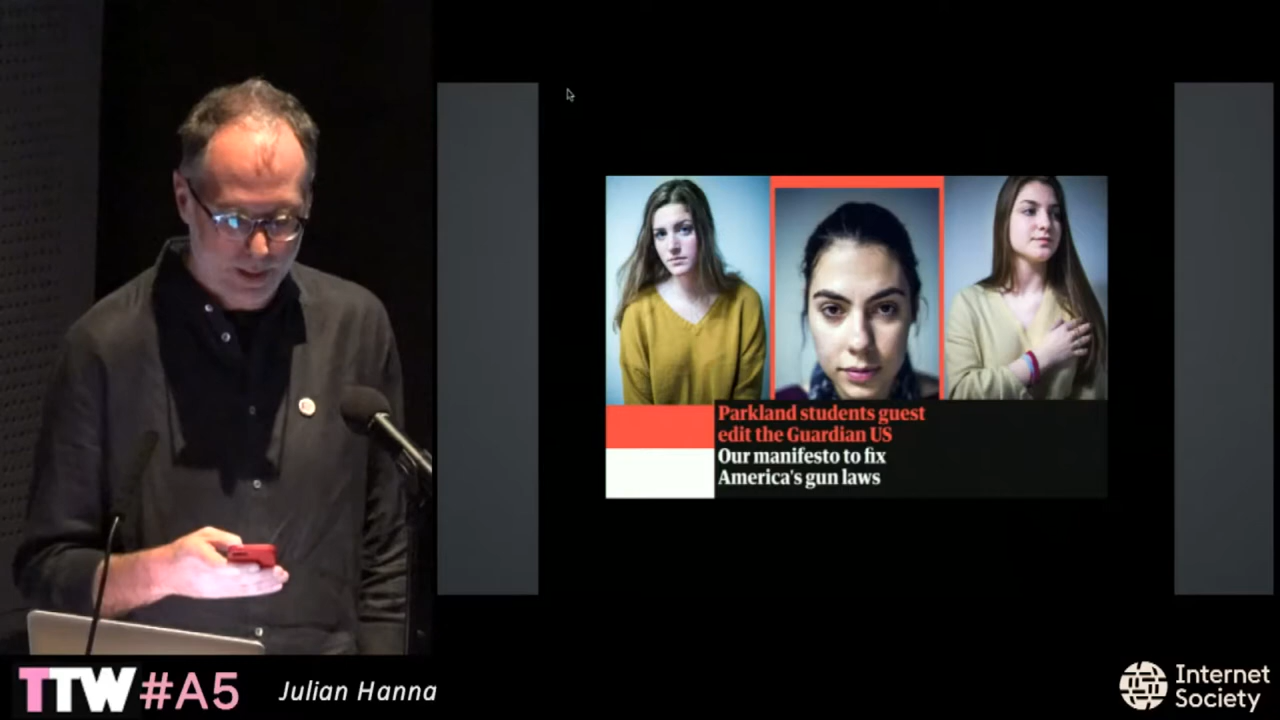 Parkland students guest
edit the Guardian US
Our manifesto to fix
America's gun laws
TTW#A5
Julian Hanna
Internet
Society